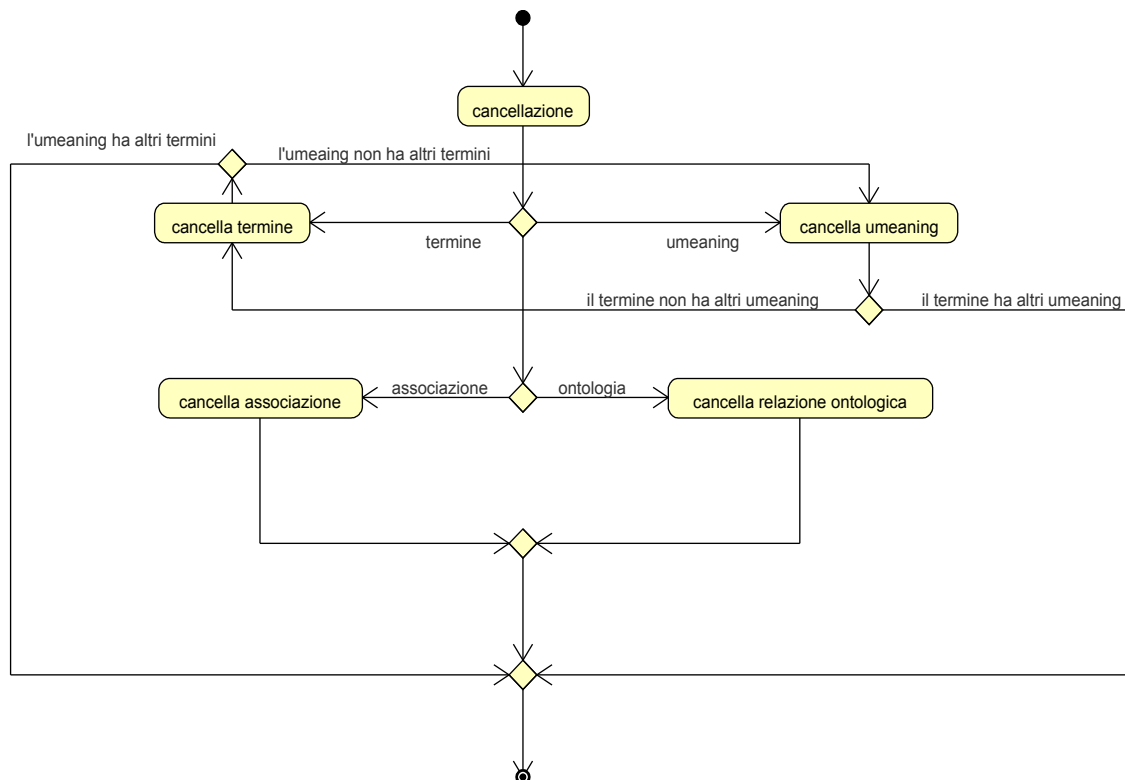 cancellazione
l'umeaning ha altri termini
l'umeaing non ha altri termini
cancella termine
cancella umeaning
termine
umeaning
il termine non ha altri umeaning
il termine ha altri umeaning
associazione
ontologia
cancella associazione
cancella relazione ontologica